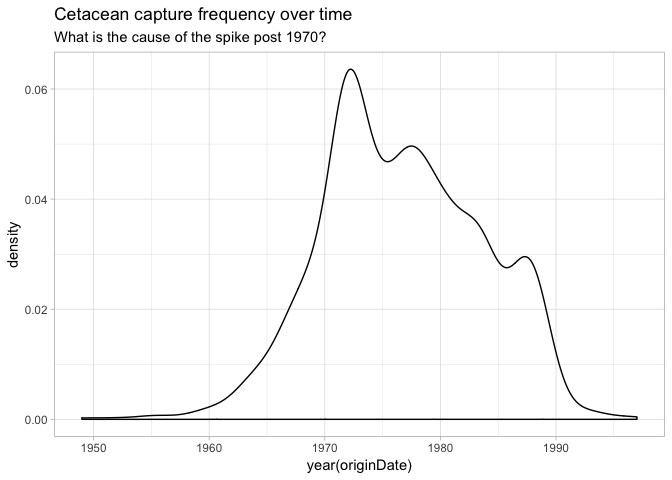 Cetacean capture frequency over time
What is the cause of the spike post 1970?
0.06
0.04
0.02
0.00
density
1950 1960 1970 1980 1990
year(originDate)